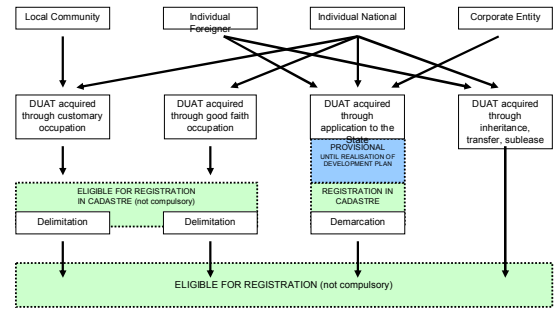 Local Community
Individual
Foreigner
Individual National
Corporate Entity
DUAT acquired
through customary
occupation
DUAT acquired
through good faith
occupation
DUAT acquired
through
application to the
State
DUAT acquired
through
inheritance,
transfer, sublease
PROVISIONAL
UNTIL REALISATION OF
DEVELOPMENT PLAN
ELIGIBLE FOR REGISTRATION
IN CADASTRE (not compulsory)
REGISTRATION IN
CADASTRE
Delimitation
Delimitation
Demarcation
ELIGIBLE FOR REGISTRATION (not compulsory)